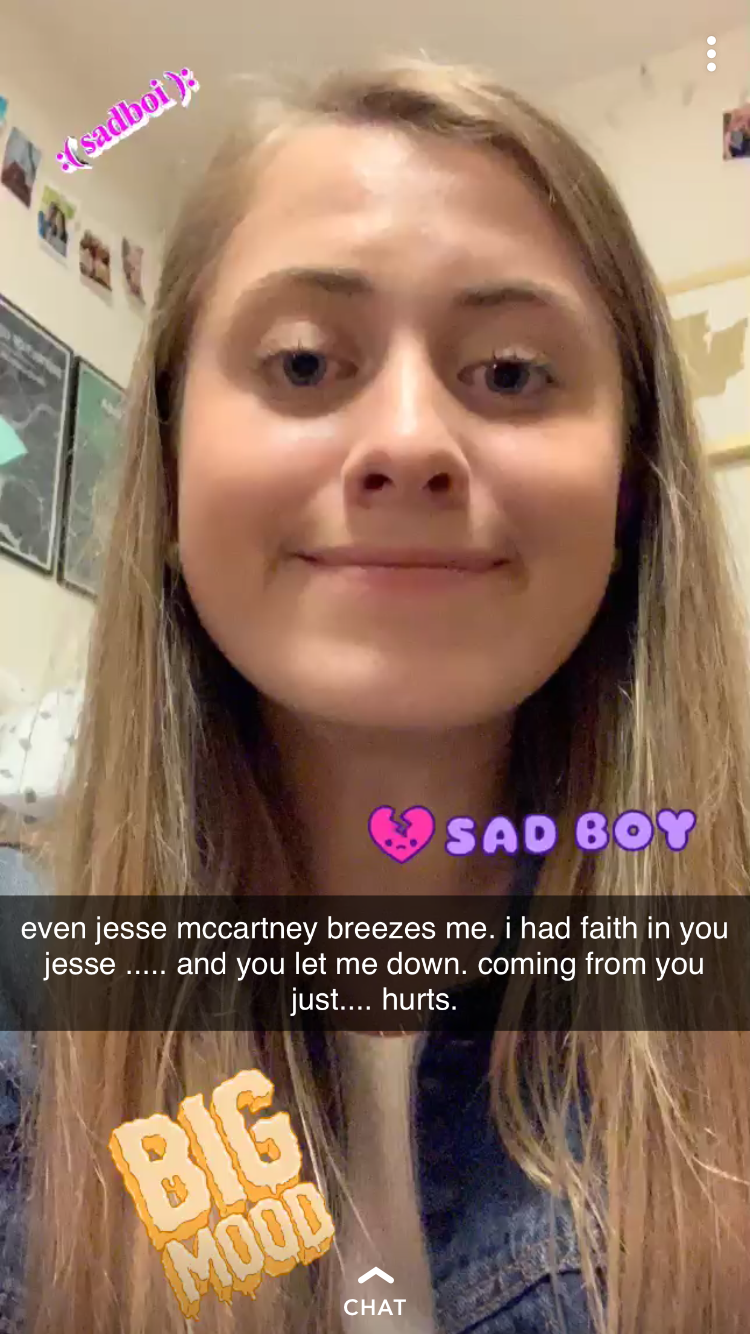 :( sadboi ):
SAD BOY
even jesse mccartney breezes me. i had faith in you
jesse ..... and you let me down. coming from you
just.... hurts.
BIG
MOOD
CHAT